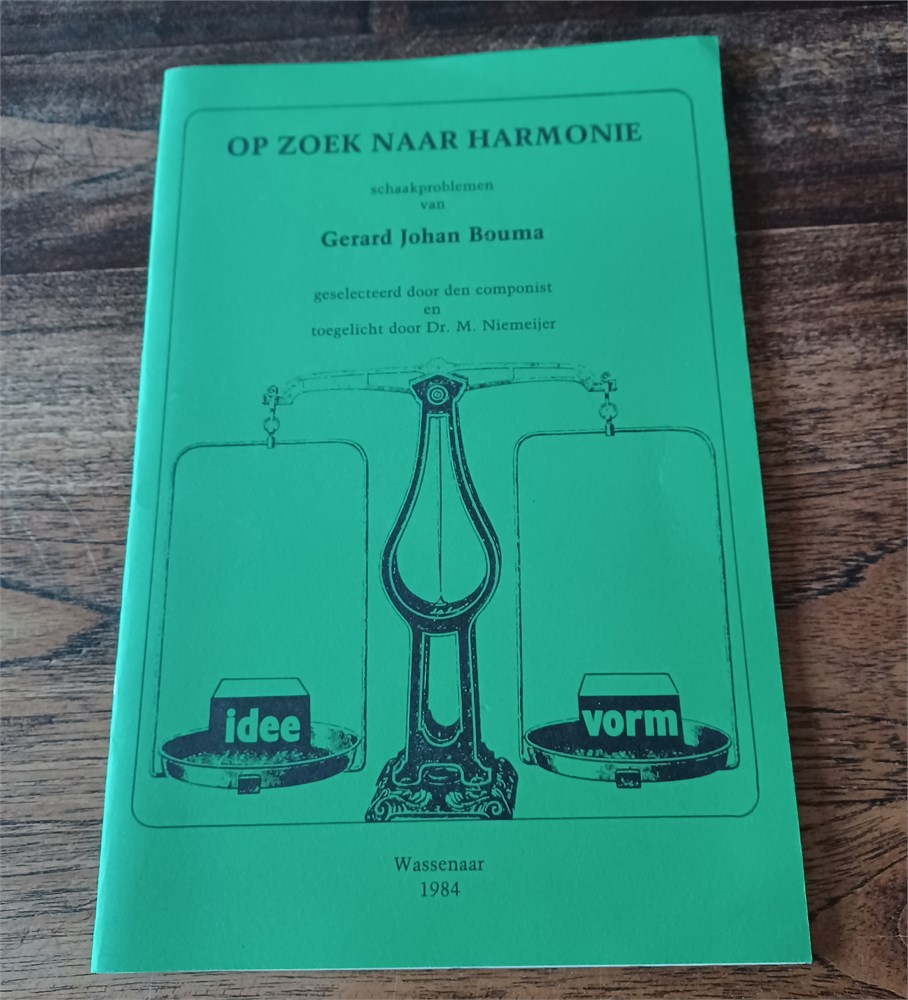 OP ZOEK NAAR HARMONIE
schaakproblemen
van
Gerard Johan Bouma
geselecteerd door den componist
en
toegelicht door Dr. M. Niemeijer
idee
vorm
Wassenaar
1984